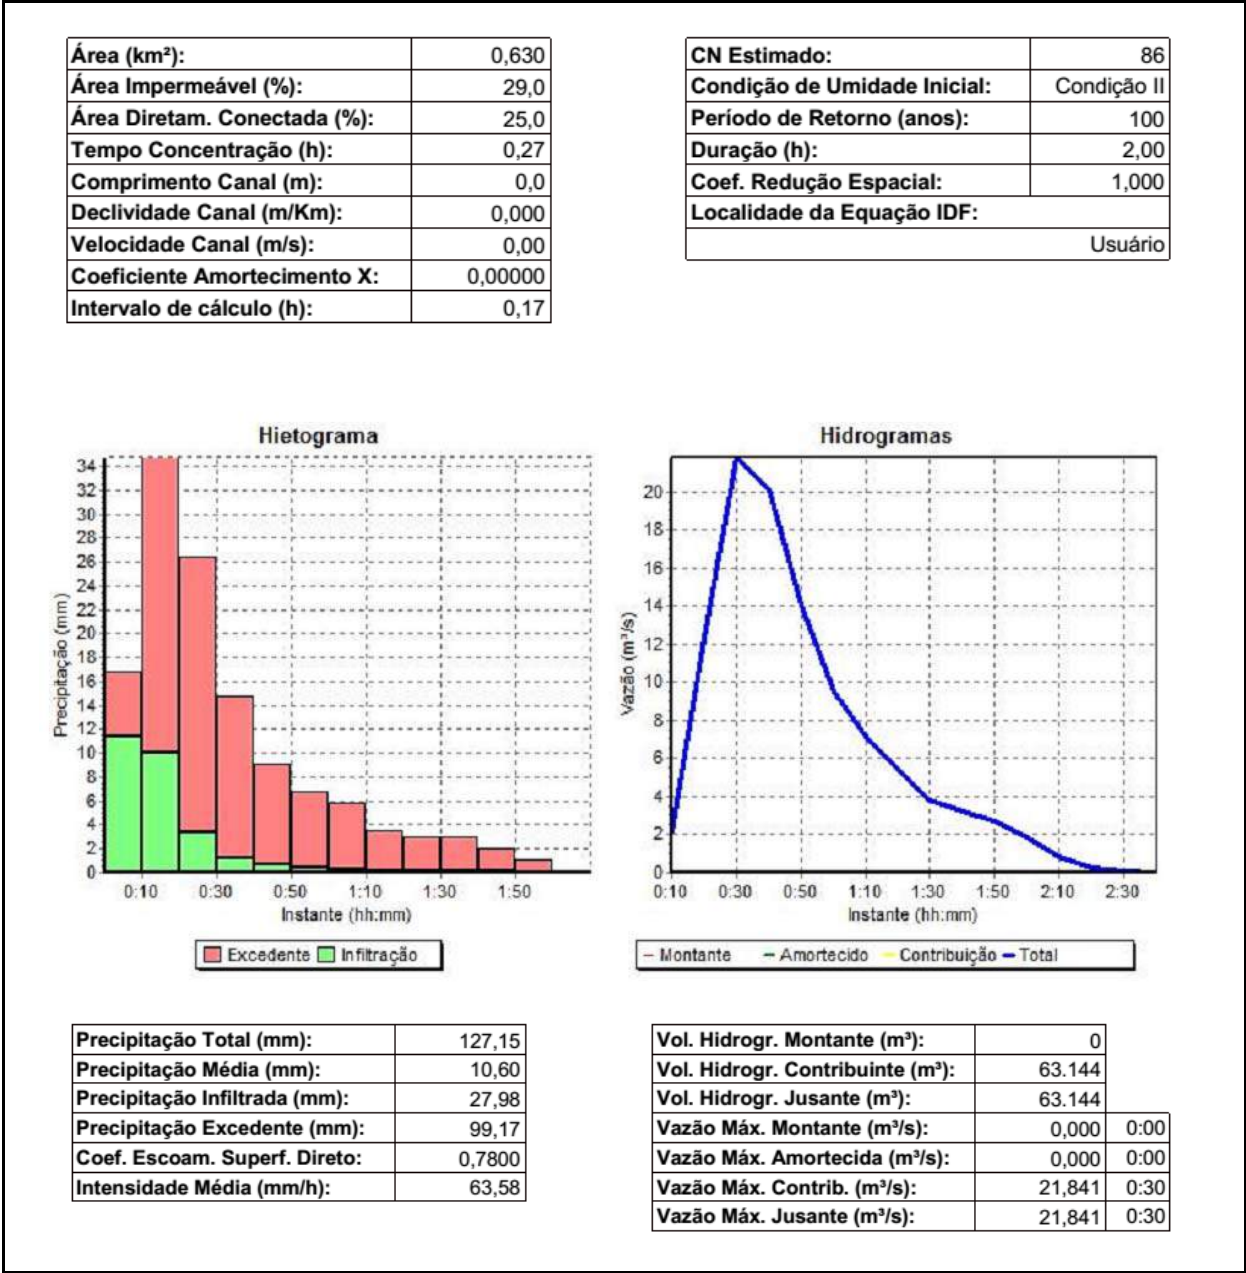 Área (km²): 0,630
Área Impermeável (%): 29,0
Área Diretam. Conectada (%): 25,0
Tempo Concentração (h): 0,27
Comprimento Canal (m): 0,0
Declividade Canal (m/Km): 0,000
Velocidade Canal (m/s): 0,00
Coeficiente Amortecimento X: 0,00000
Intervalo de cálculo (h): 0,17
CN Estimado: 86
Condição de Umidade Inicial: Condição II
Período de Retorno (anos): 100
Duração (h): 2,00
Coef. Redução Espacial: 1,000
Localidade da Equação IDF:
Usuário
Hietograma
Precipitação (mm)
34
32
30
28
26
24
22
20
18
16
14
12
10
8
6
4
2
0
0:10 0:30 0:50 1:10 1:30 1:50
Instante (hh:mm)
Excedente Infiltração
Hidrogramas
Vazão (m³/s)
20
18
16
14
12
10
8
6
4
2
0
0:10 0:30 0:50 1:10 1:30 1:50 2:10 2:30
Instante (hh:mm)
Montante Amortecido Contribuição Total
Precipitação Total (mm): 127,15
Precipitação Média (mm): 10,60
Precipitação Infiltrada (mm): 27,98
Precipitação Excedente (mm): 99,17
Coef. Escoam. Superf. Direto: 0,7800
Intensidade Média (mm/h): 63,58
Vol. Hidrogr. Montante (m³): 0
Vol. Hidrogr. Contribuinte (m³): 63.144
Vol. Hidrogr. Jusante (m³): 63.144
Vazão Máx. Montante (m³/s): 0,000 0:00
Vazão Máx. Amortecida (m³/s): 0,000 0:00
Vazão Máx. Contrib. (m³/s): 21,841 0:30
Vazão Máx. Jusante (m³/s): 21,841 0:30